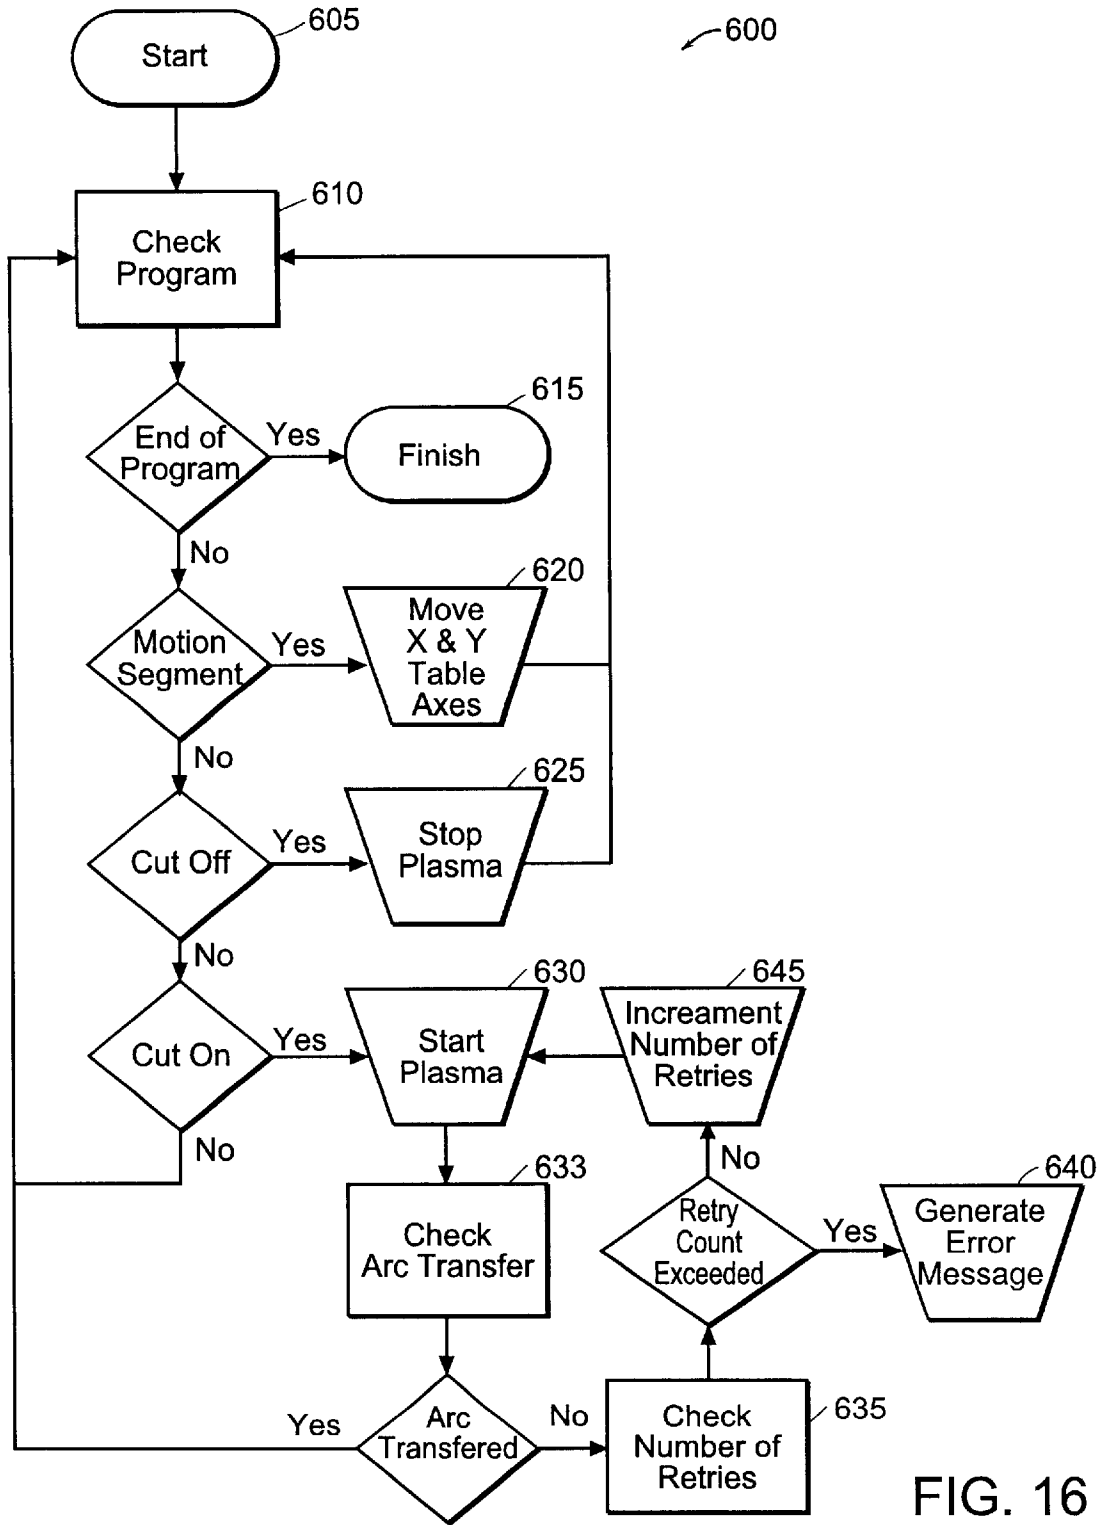 605
600
Start
610
Check
Program
615
End of
Program
Yes
Finish
No
620
Motion
Segment
Yes
Move
X & Y
Table
Axes
No
625
Cut Off
Yes
Stop
Plasma
No
630
645
Cut On
Yes
Start
Plasma
Increament
Number of
Retries
No
No
633
640
Check
Arc Transfer
Retry
Count
Exceeded
Yes
Generate
Error
Message
Yes
Arc
Transfered
No
Check
Number of
Retries
635
FIG. 16